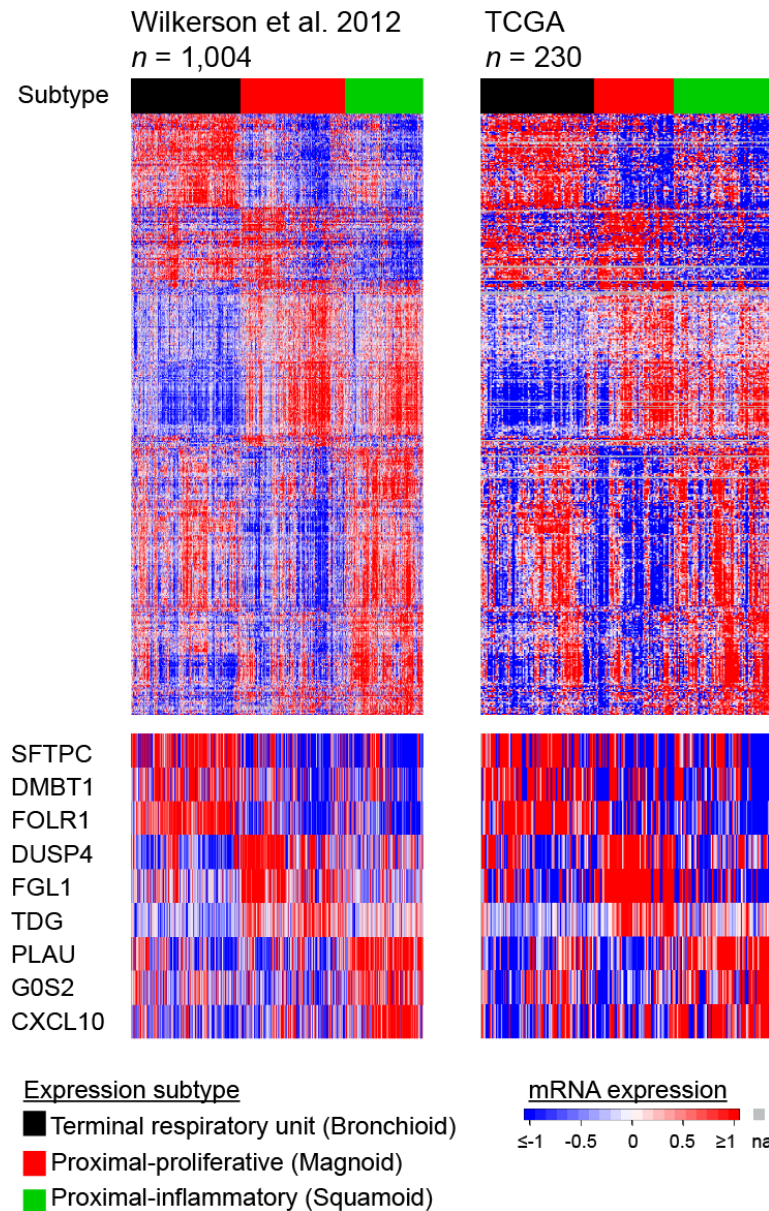 Wilkerson et al. 2012
n = 1,004
TCGA
n = 230
Subtype
SFTPC
DMBT1
FOLR1
DUSP4
FGL1
TDG
PLAU
G0S2
CXCL10
Expression subtype
Terminal respiratory unit (Bronchioid)
Proximal-proliferative (Magnoid)
Proximal-inflammatory (Squamoid)
mRNA expression
≤-1 -0.5 0 0.5 ≥1 na